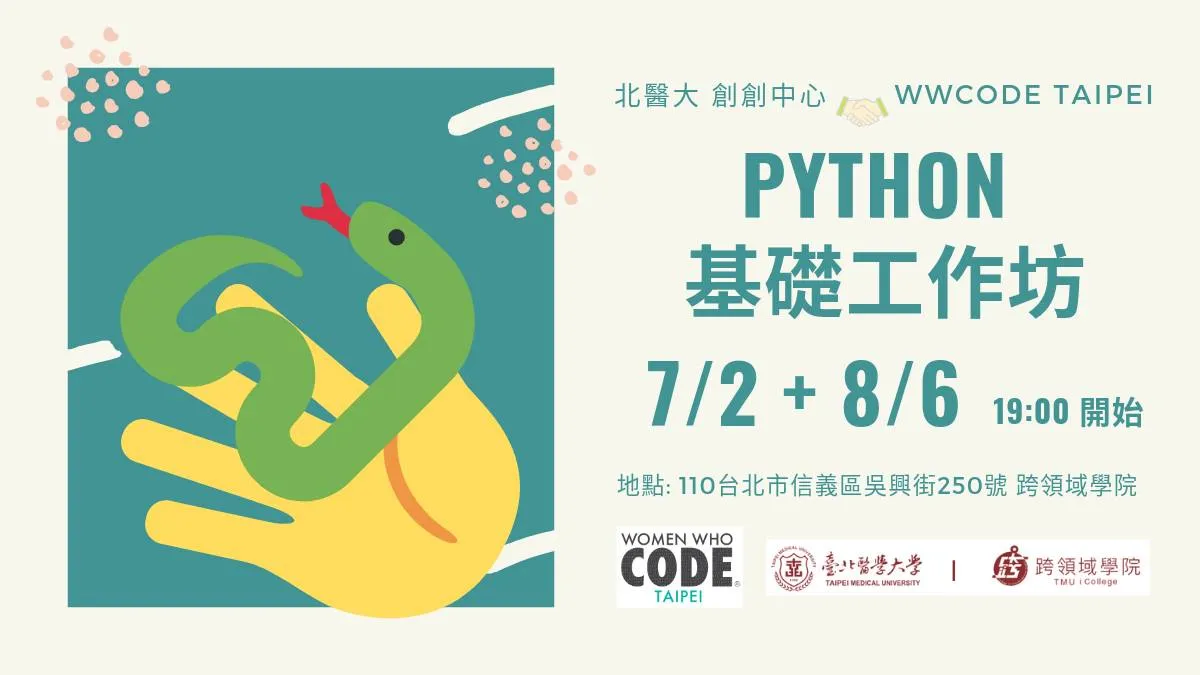 北醫大 創創中心 WWCODE TAIPEI
PYTHON
基礎工作坊
7/2 + 8/6 19:00 開始
地點: 110台北市信義區吳興街250號 跨領域學院
WOMEN WHO
CODE®
TAIPEI
臺北醫學大學
TAIPEI MEDICAL UNIVERSITY
跨領域學院
TMU i College